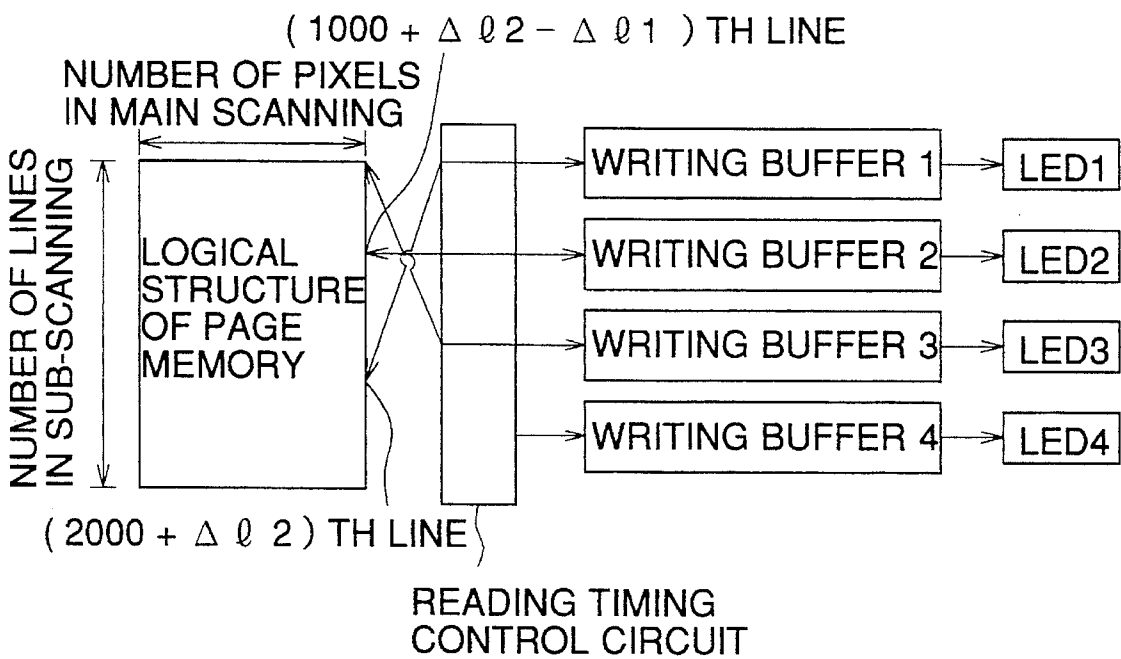 ( 1000 + Δ ℓ 2 − Δ ℓ 1 ) TH LINE
NUMBER OF PIXELS
IN MAIN SCANNING
NUMBER OF LINES
IN SUB-SCANNING
LOGICAL
STRUCTURE
OF PAGE
MEMORY
WRITING BUFFER 1
LED1
WRITING BUFFER 2
LED2
WRITING BUFFER 3
LED3
WRITING BUFFER 4
LED4
( 2000 + Δ ℓ 2 ) TH LINE
READING TIMING
CONTROL CIRCUIT